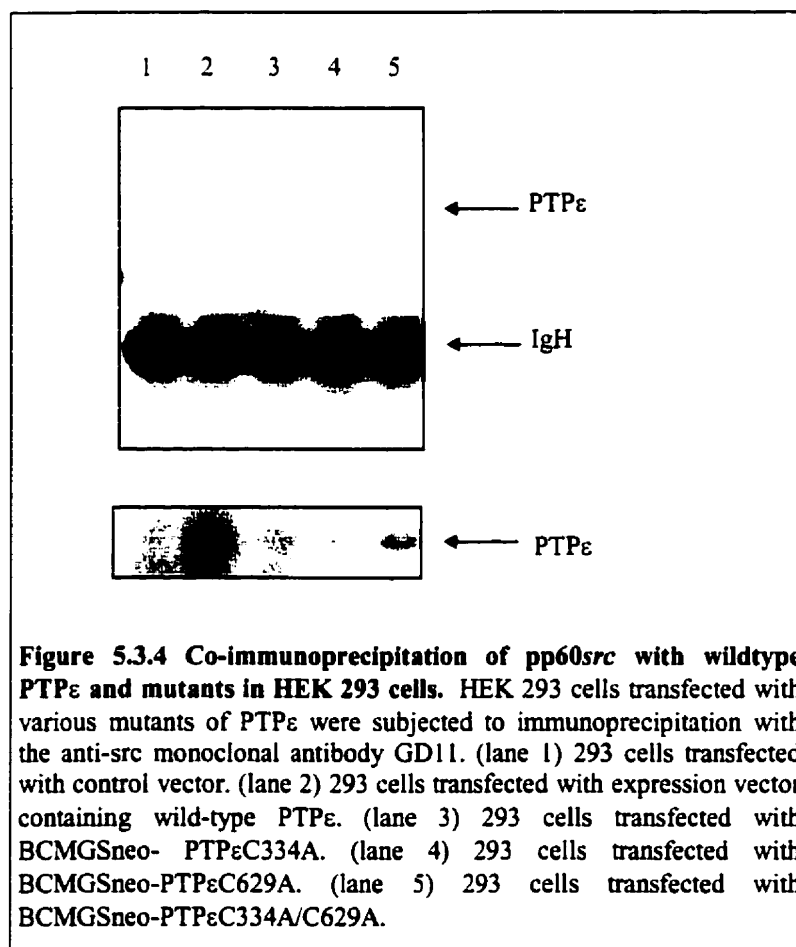 1 2 3 4 5
PTPε
IgH
PTPε
Figure 5.3.4 Co-immunoprecipitation of pp60src with wildtype
PTPε and mutants in HEK 293 cells. HEK 293 cells transfected with
various mutants of PTPε were subjected to immunoprecipitation with
the anti-src monoclonal antibody GD11. (lane 1) 293 cells transfected
with control vector. (lane 2) 293 cells transfected with expression vector
containing wild-type PTPε. (lane 3) 293 cells transfected with
BCMGSneo- PTPεC334A. (lane 4) 293 cells transfected with
BCMGSneo-PTPεC629A. (lane 5) 293 cells transfected with
BCMGSneo-PTPεC334A/C629A.